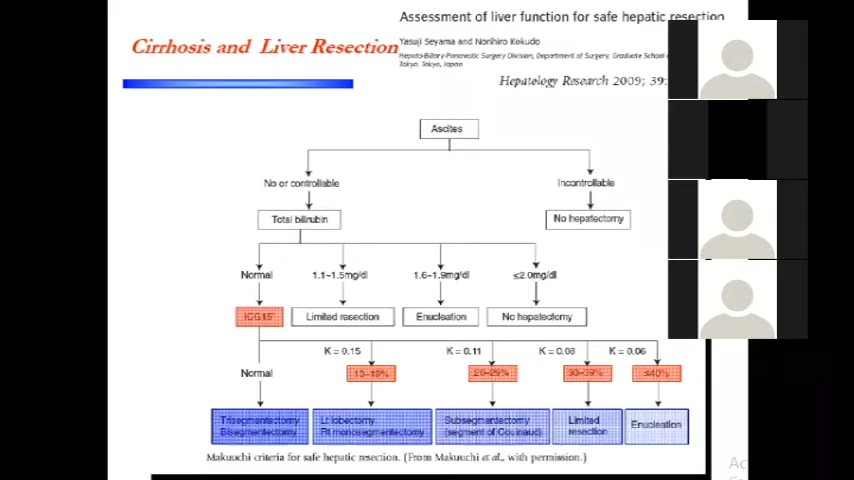 Assessment of liver function for safe hepatic resection
Cirrhosis and Liver Resection
Yasuji Seyama and Norihiro Kokudo
Hepato-Biliary-Pancreatic Surgery Division, Department of Surgery, Graduate School
Tokyo, Tokyo, Japan
Hepatology Research 2009; 39:
Ascites
No or controllable
Incontrollable
Total bilirubin
No hepatectomy
Normal
1.1–1.5mg/dl
1.6–1.9mg/dl
≤2.0mg/dl
ICG15
Limited resection
Enucleation
No hepatectomy
K = 0.15
K = 0.11
K = 0.08
K = 0.06
Normal
10–19%
20–29%
30–39%
≤40%
Trisegmentectomy
Bisegmentectomy
Lt lobectomy
Rt monosegmentectomy
Subsegmentectomy
(segment of Couinaud)
Limited
resection
Enucleation
Makuuchi criteria for safe hepatic resection. (From Makuuchi et al., with permission.)